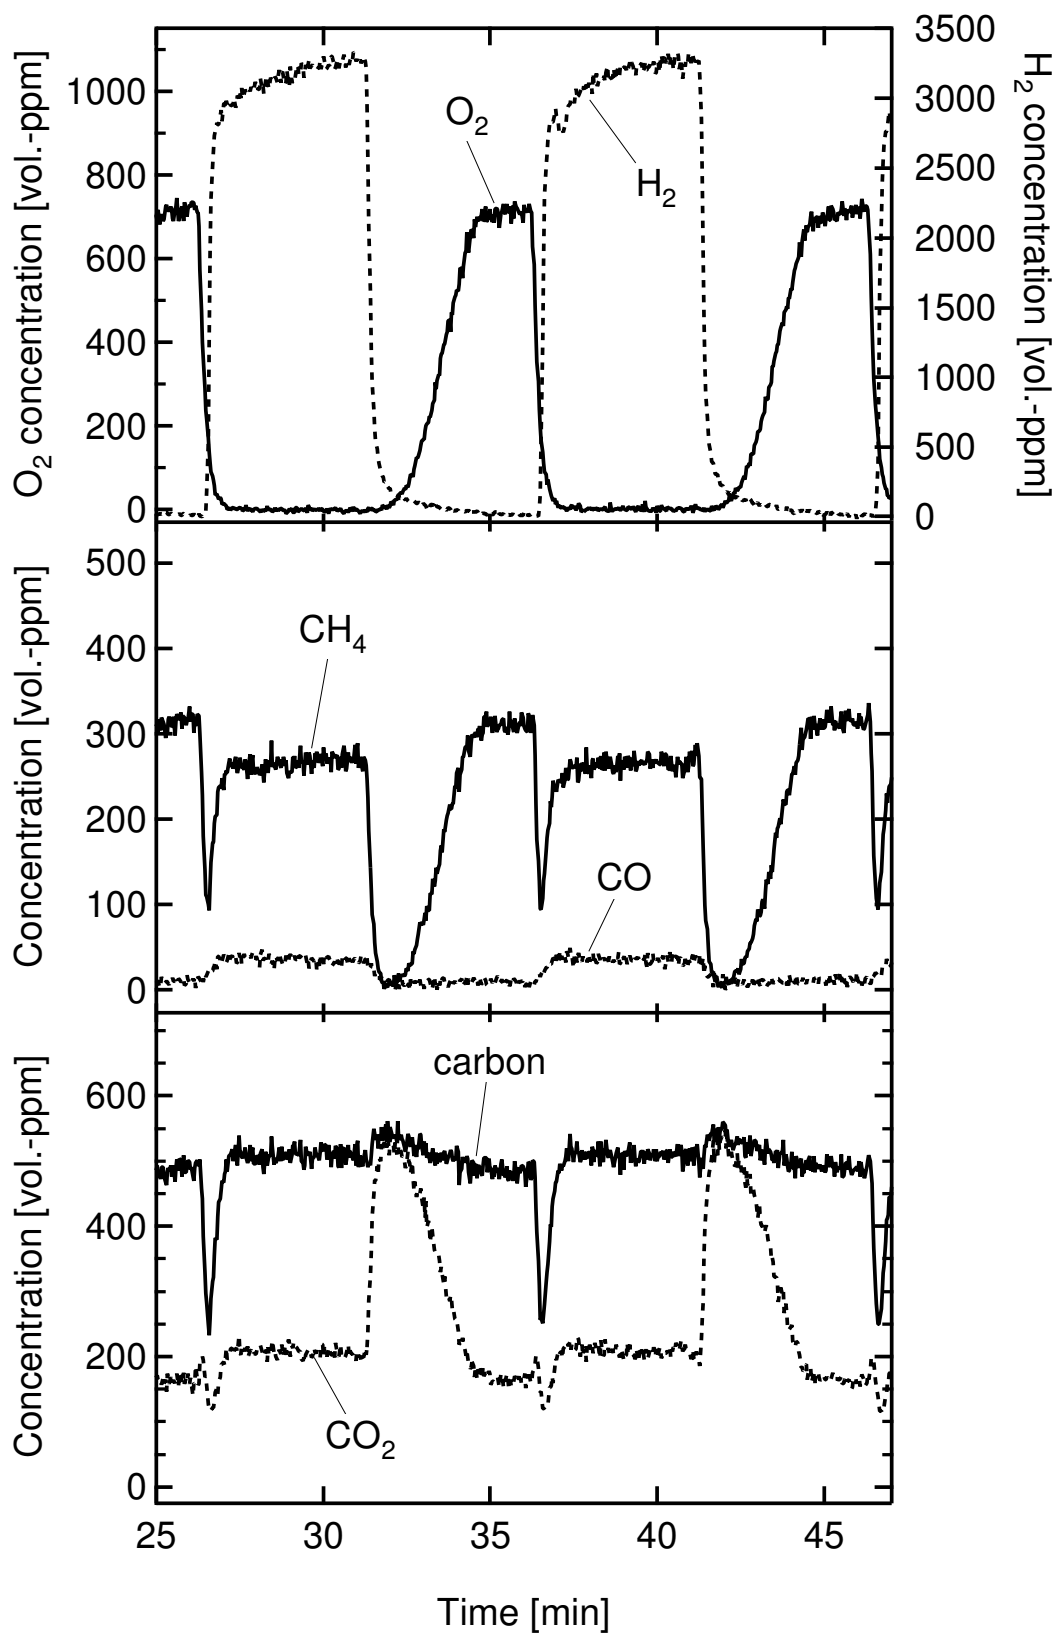 O₂ concentration [vol.-ppm]
1000
800
600
400
200
0
O₂
H₂
3500
3000
2500
2000
1500
1000
500
0
H₂ concentration [vol.-ppm]
Concentration [vol.-ppm]
500
400
300
200
100
0
CH₄
CO
Concentration [vol.-ppm]
600
400
200
0
carbon
CO₂
25
30
35
40
45
Time [min]